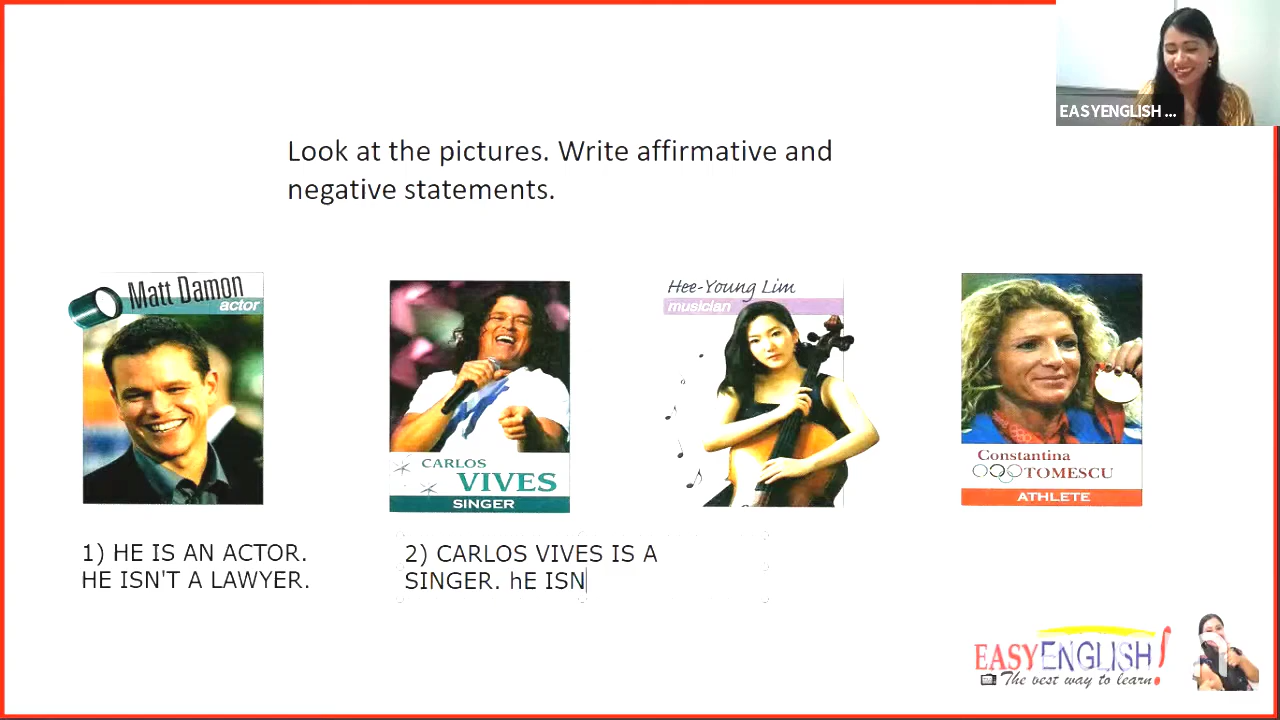 EASYENGLISH ...
Look at the pictures. Write affirmative and
negative statements.
Matt Damon
actor
CARLOS
VIVES
SINGER
Hee-Young Lim
musician
Constantina
TOMESCU
ATHLETE
1) HE IS AN ACTOR.
HE ISN'T A LAWYER.
2) CARLOS VIVES IS A
SINGER. hE ISN
EASYENGLISH!
The best way to learn!